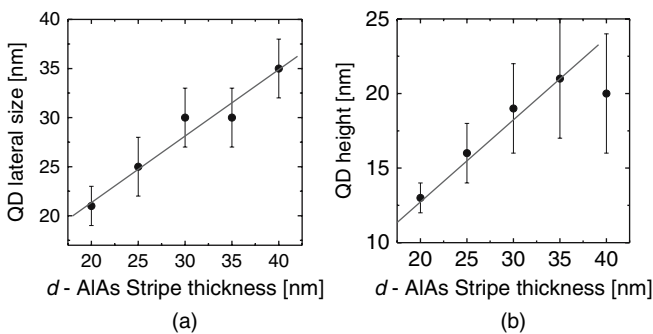 QD lateral size [nm]
40
35
30
25
20
20 25 30 35 40
d - AlAs Stripe thickness [nm]
(a)
QD height [nm]
25
20
15
10
20 25 30 35 40
d - AlAs Stripe thickness [nm]
(b)